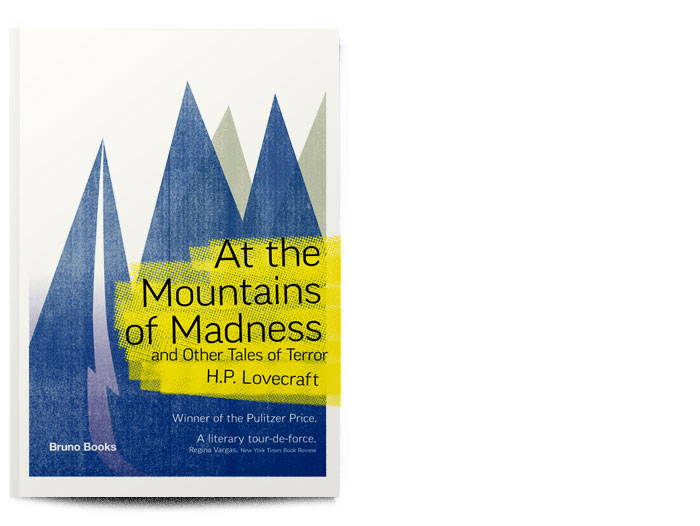 At the
Mountains
of Madness
and Other Tales of Terror
H.P. Lovecraft
Winner of the Pulitzer Price.
A literary tour-de-force.
Regina Vargas. New York Times Book Review
Bruno Books